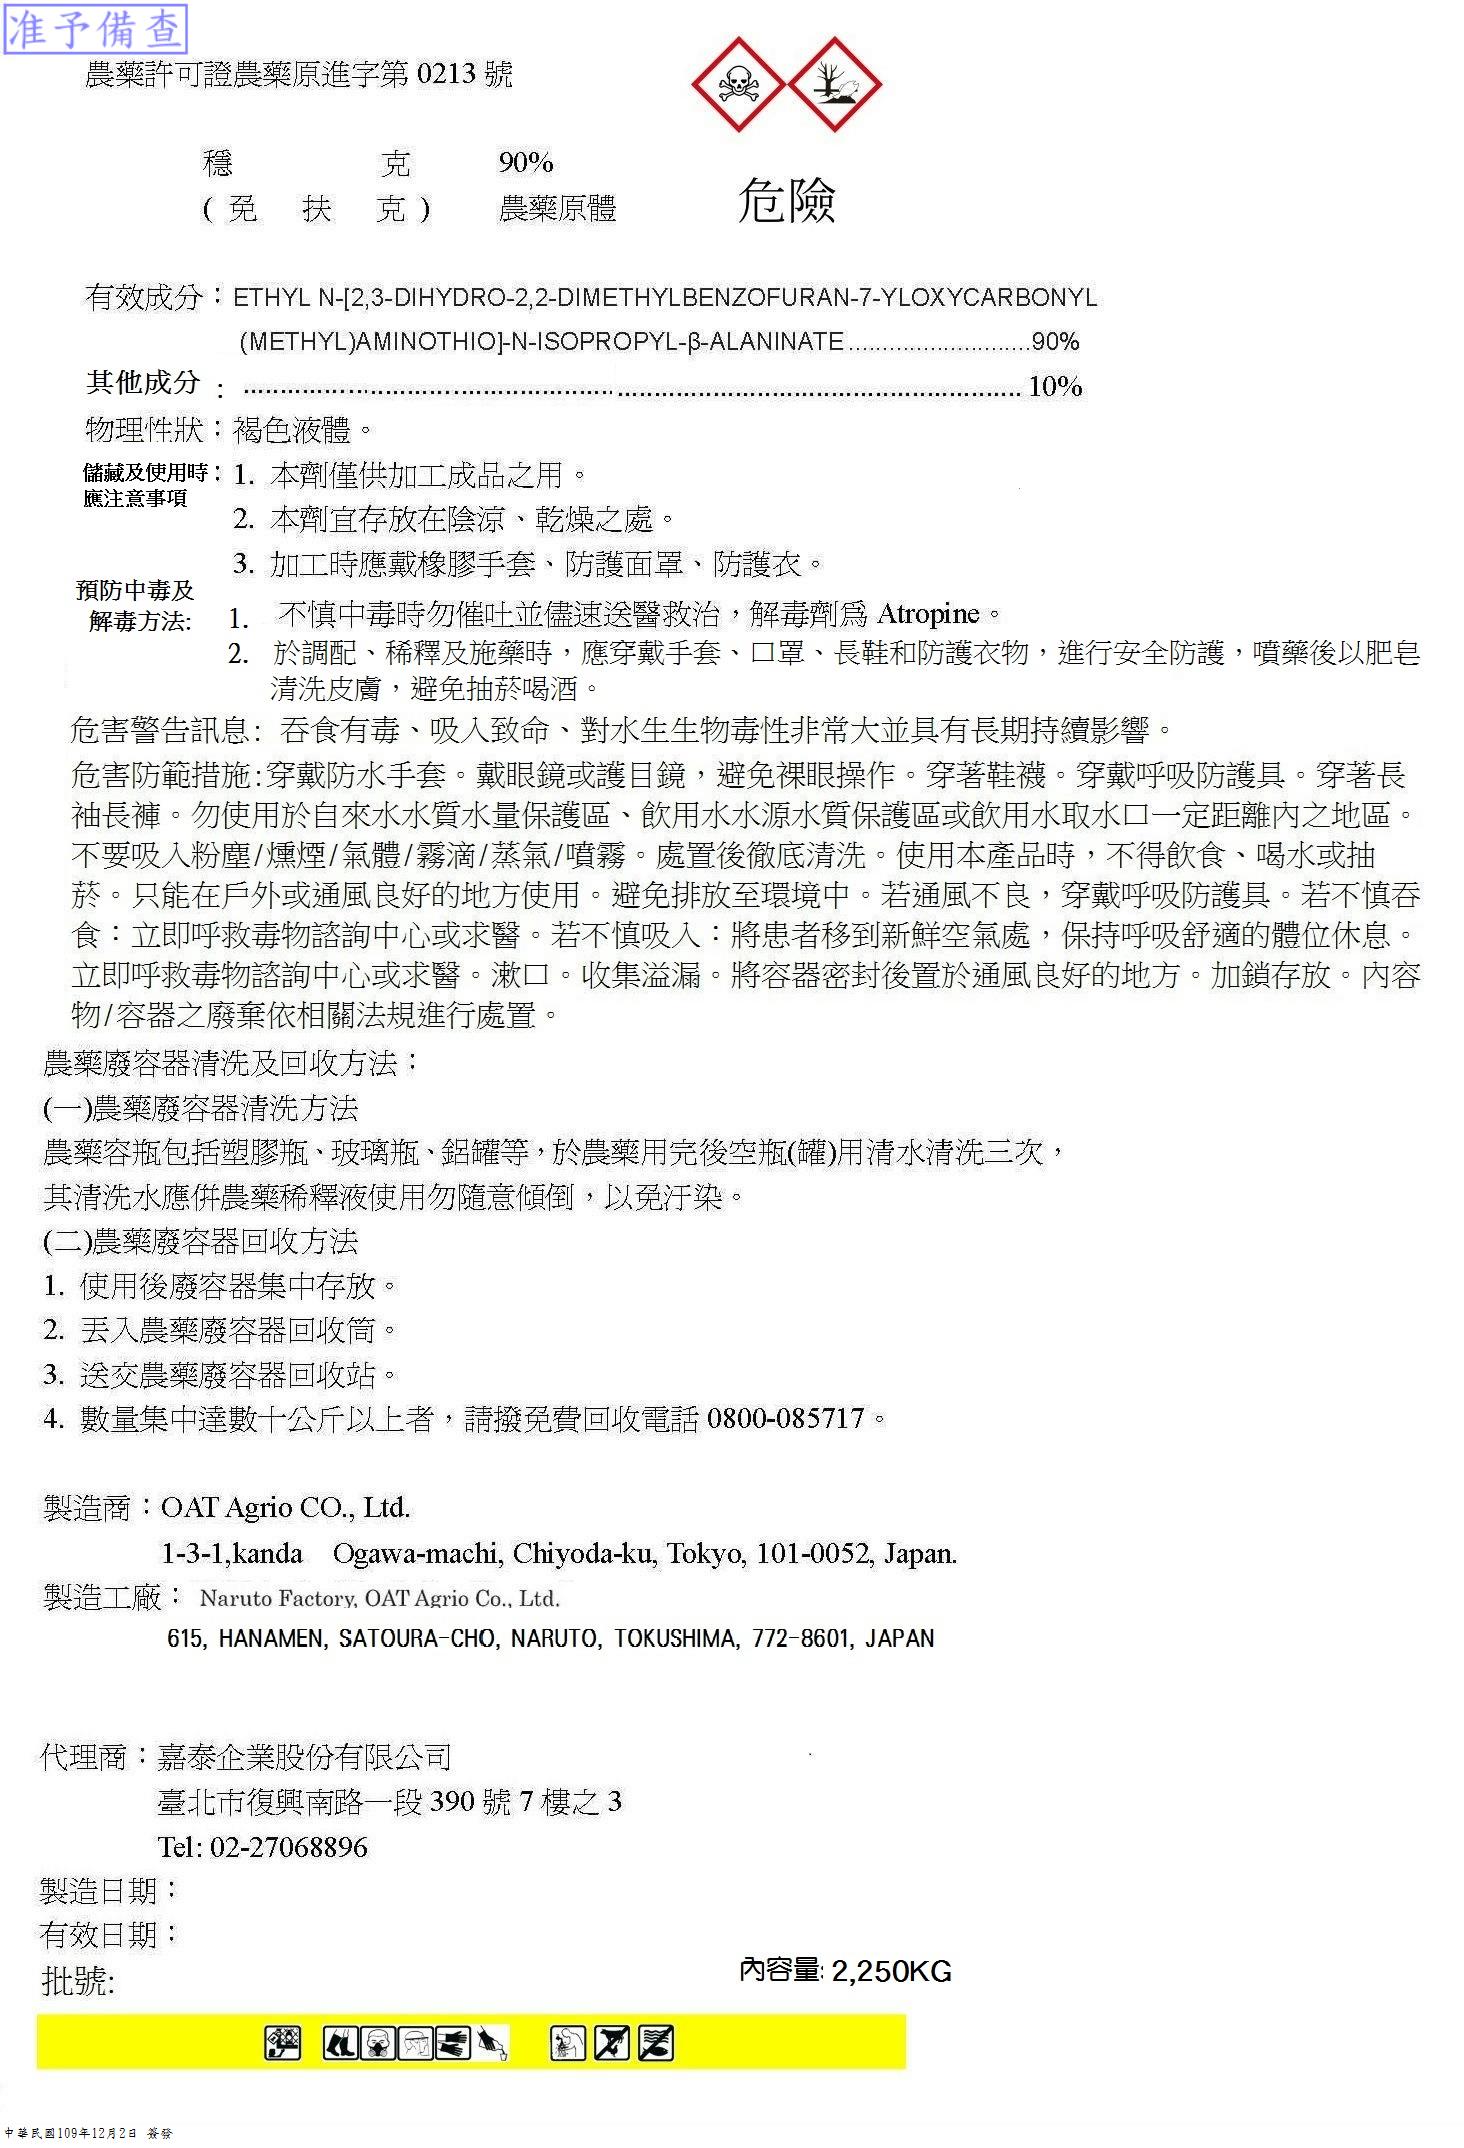 准予備查
農藥許可證農藥原進字第 0213 號
穩 克 90%
( 免 扶 克 ) 農藥原體
危險
有效成分：ETHYL N-[2,3-DIHYDRO-2,2-DIMETHYLBENZOFURAN-7-YLOXYCARBONYL
(METHYL)AMINOTHIO]-N-ISOPROPYL-β-ALANINATE...........................90%
其他成分 : .................................................................................................... 10%
物理性狀：褐色液體。
儲藏及使用時：1. 本劑僅供加工成品之用。
應注意事項
2. 本劑宜存放在陰涼、乾燥之處。
3. 加工時應戴橡膠手套、防護面罩、防護衣。
預防中毒及
解毒方法: 1. 不慎中毒時勿催吐並儘速送醫救治，解毒劑為 Atropine。
2. 於調配、稀釋及施藥時，應穿戴手套、口罩、長鞋和防護衣物，進行安全防護，噴藥後以肥皂
清洗皮膚，避免抽菸喝酒。
危害警告訊息: 吞食有毒、吸入致命、對水生生物毒性非常大並具有長期持續影響。
危害防範措施:穿戴防水手套。戴眼鏡或護目鏡，避免裸眼操作。穿著鞋襪。穿戴呼吸防護具。穿著長
袖長褲。勿使用於自來水水質水量保護區、飲用水水源水質保護區或飲用水取水口一定距離內之地區。
不要吸入粉塵/燻煙/氣體/霧滴/蒸氣/噴霧。處置後徹底清洗。使用本產品時，不得飲食、喝水或抽
菸。只能在戶外或通風良好的地方使用。避免排放至環境中。若通風不良，穿戴呼吸防護具。若不慎吞
食：立即呼救毒物諮詢中心或求醫。若不慎吸入：將患者移到新鮮空氣處，保持呼吸舒適的體位休息。
立即呼救毒物諮詢中心或求醫。漱口。收集溢漏。將容器密封後置於通風良好的地方。加鎖存放。內容
物/容器之廢棄依相關法規進行處置。
農藥廢容器清洗及回收方法：
(一)農藥廢容器清洗方法
農藥容瓶包括塑膠瓶、玻璃瓶、鋁罐等，於農藥用完後空瓶(罐)用清水清洗三次，
其清洗水應併農藥稀釋液使用勿隨意傾倒，以免汙染。
(二)農藥廢容器回收方法
1. 使用後廢容器集中存放。
2. 丟入農藥廢容器回收筒。
3. 送交農藥廢容器回收站。
4. 數量集中達數十公斤以上者，請撥免費回收電話 0800-085717。
製造商：OAT Agrio CO., Ltd.
1-3-1,kanda Ogawa-machi, Chiyoda-ku, Tokyo, 101-0052, Japan.
製造工廠： Naruto Factory, OAT Agrio Co., Ltd.
615, HANAMEN, SATOURA-CHO, NARUTO, TOKUSHIMA, 772-8601, JAPAN
代理商：嘉泰企業股份有限公司
臺北市復興南路一段 390 號 7 樓之 3
Tel: 02-27068896
製造日期：
有效日期：
批號:
內容量: 2,250KG
中華民國109年12月2日 簽發